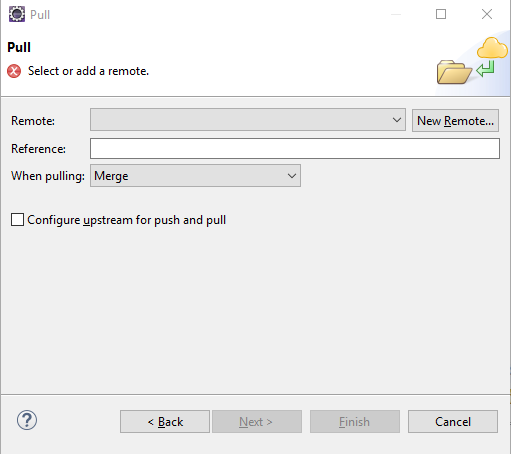 Pull
Pull
Select or add a remote.
Remote: New Remote...
Reference:
When pulling: Merge
Configure upstream for push and pull
? < Back Next > Finish Cancel